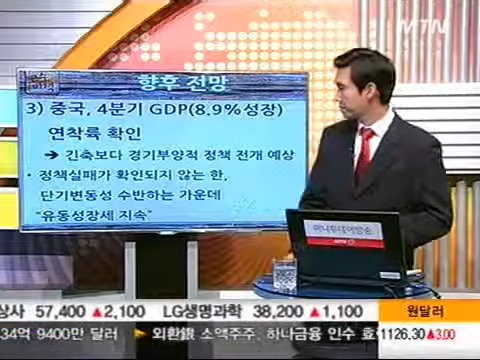 MTN
향후 전망
3) 중국, 4분기 GDP(8.9%성장)
연착륙 확인
➔ 긴축보다 경기부양적 정책 전개 예상
• 정책실패가 확인되지 않는 한,
단기변동성 수반하는 가운데
"유동성장세 지속"
머니투데이방송
상사 57,400 ▲2,100 LG생명과학 38,200 ▲1,100 원달러
34억 9400만 달러 ▶ 외환銀 소액주주, 하나금융 인수 효 1126.30 ▲3.00